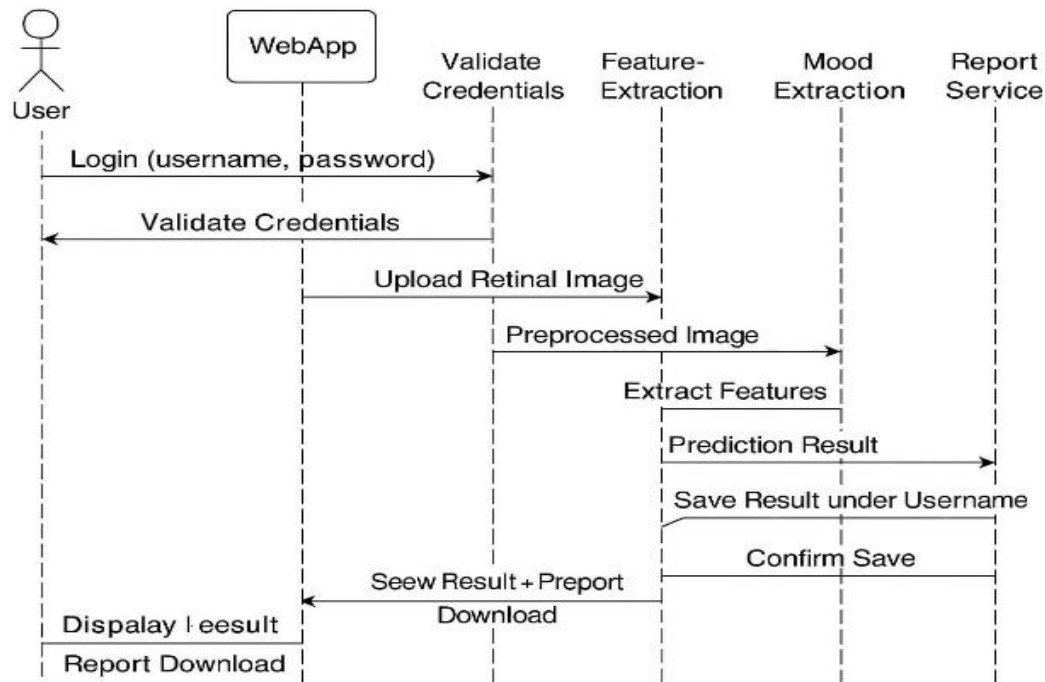 User
WebApp
Validate
Credentials
Feature-
Extraction
Mood
Extraction
Report
Service
Login (username, password)
Validate Credentials
Upload Retinal Image
Preprocessed Image
Extract Features
Prediction Result
Save Result under Username
Confirm Save
Seew Result + Preport
Download
Dispalay
Report Download